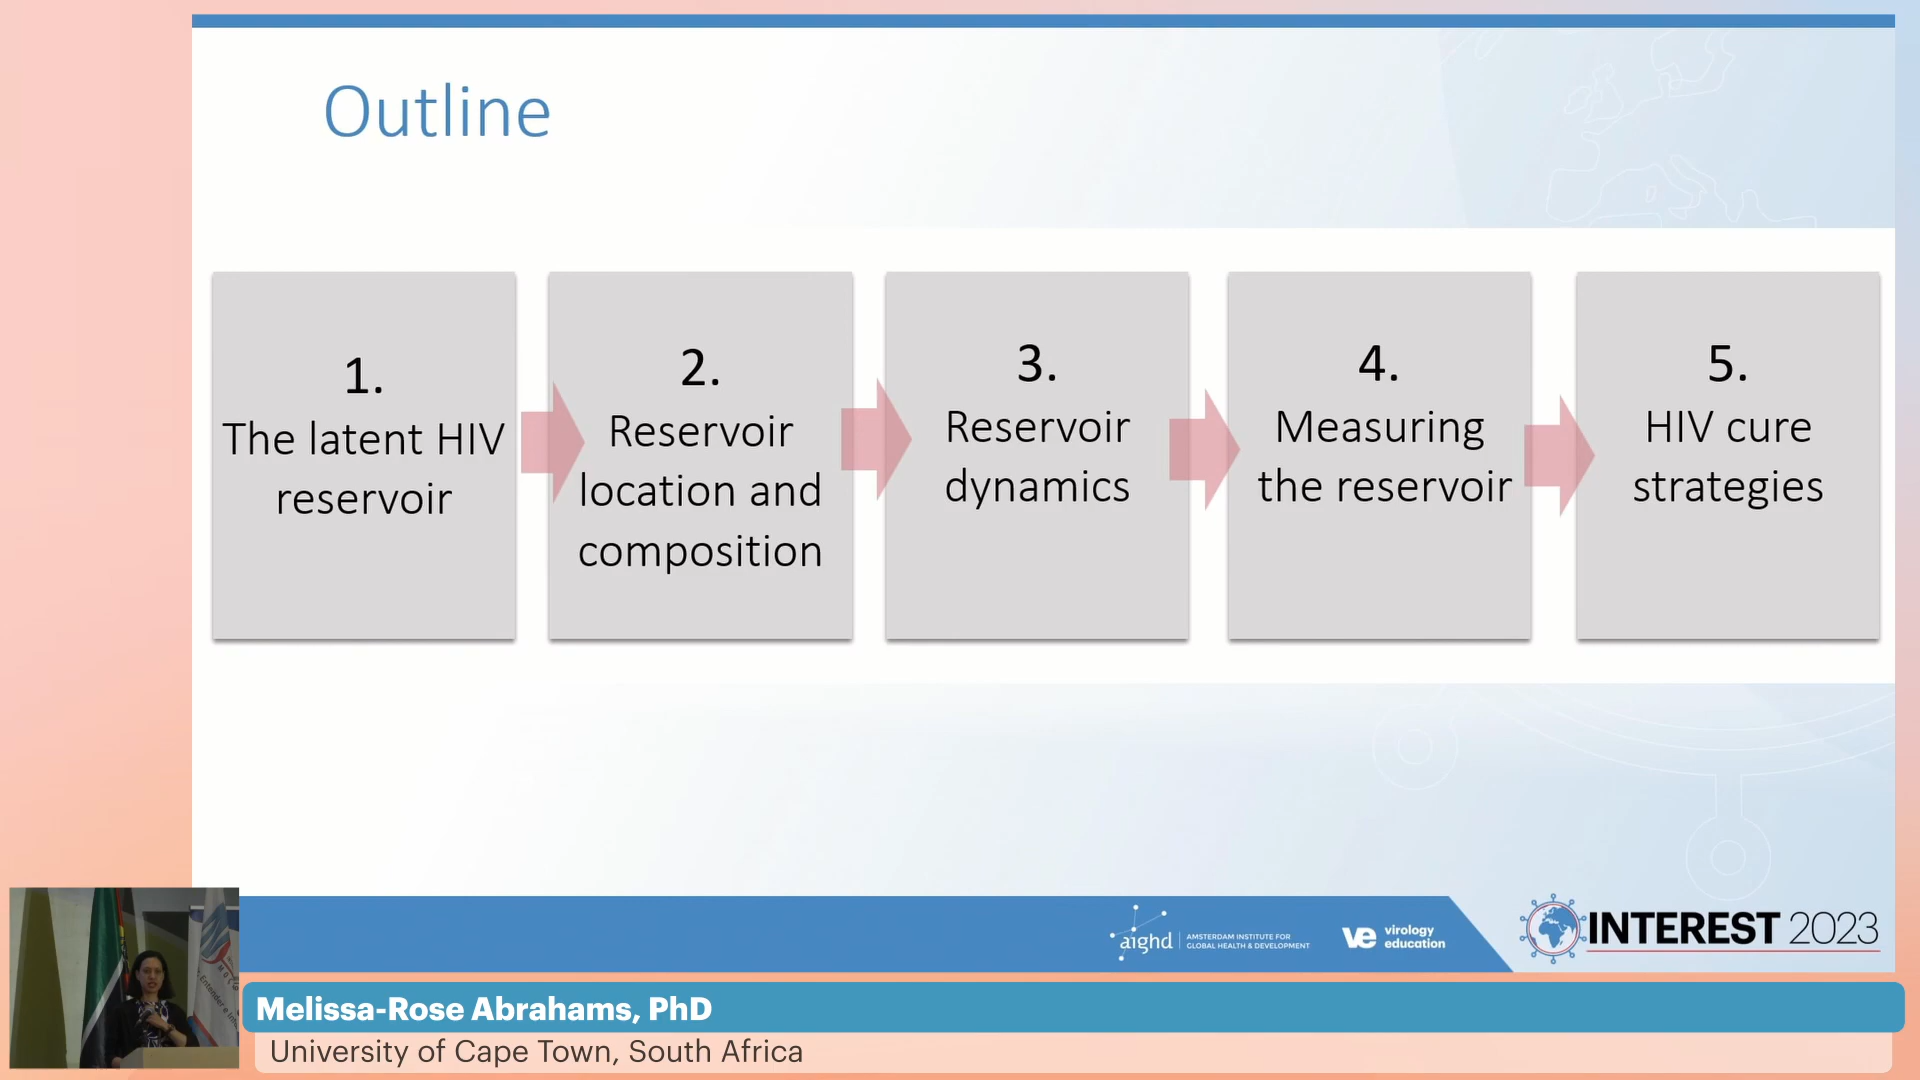 Outline
1.
The latent HIV
reservoir
2.
Reservoir
location and
composition
3.
Reservoir
dynamics
4.
Measuring
the reservoir
5.
HIV cure
strategies
aighd
AMSTERDAM INSTITUTE FOR
GLOBAL HEALTH & DEVELOPMENT
ve virology
education
INTEREST 2023
Melissa-Rose Abrahams, PhD
University of Cape Town, South Africa